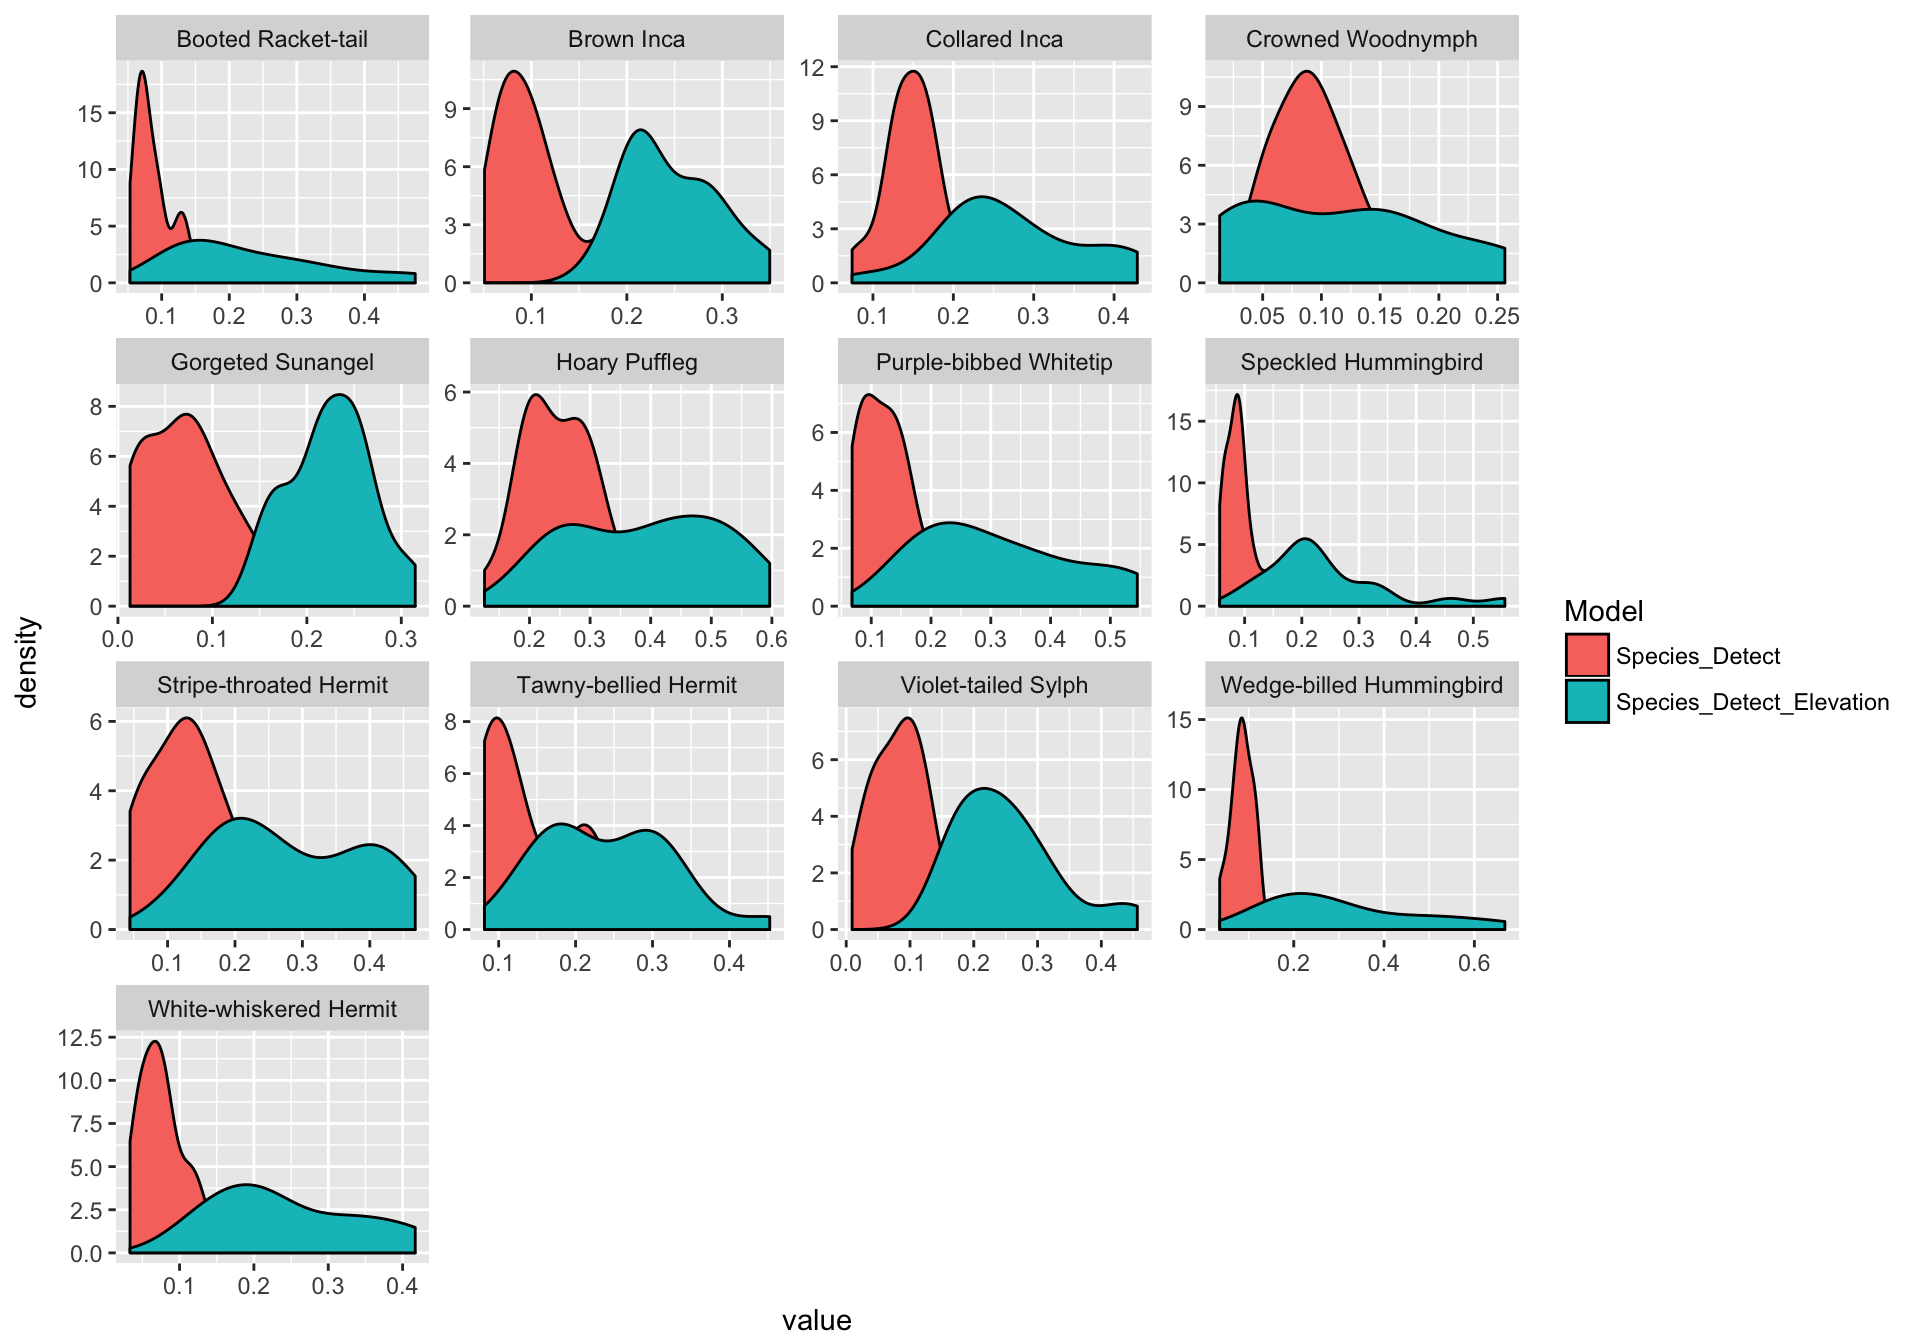 Booted Racket-tail
Brown Inca
Collared Inca
Crowned Woodnymph
15
10
5
0
0.1 0.2 0.3 0.4
9
6
3
0
0.1 0.2 0.3
12
9
6
3
0
0.1 0.2 0.3 0.4
9
6
3
0
0.05 0.10 0.15 0.20 0.25
Gorgeted Sunangel
Hoary Puffleg
Purple-bibbed Whitetip
Speckled Hummingbird
8
6
4
2
0
0.0 0.1 0.2 0.3
6
4
2
0
0.2 0.3 0.4 0.5 0.6
6
4
2
0
0.1 0.2 0.3 0.4 0.5
15
10
5
0
0.1 0.2 0.3 0.4 0.5
Stripe-throated Hermit
Tawny-bellied Hermit
Violet-tailed Sylph
Wedge-billed Hummingbird
6
4
2
0
0.1 0.2 0.3 0.4
8
6
4
2
0
0.1 0.2 0.3 0.4
6
4
2
0
0.0 0.1 0.2 0.3 0.4
15
10
5
0
0.2 0.4 0.6
White-whiskered Hermit
12.5
10.0
7.5
5.0
2.5
0.0
0.1 0.2 0.3 0.4
density
value
Model
Species_Detect
Species_Detect_Elevation